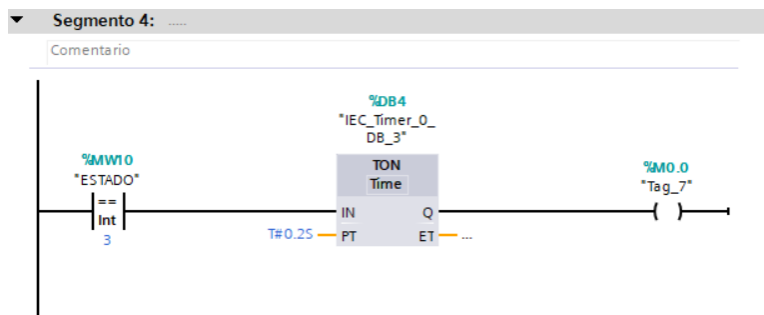 Segmento 4: .....
Comentario
%DB4
"IEC_Timer_0_
DB_3"
%MW10
"ESTADO"
==
Int
3
TON
Time
IN Q
T#0.2S PT ET ...
%M0.0
"Tag_7"
( )